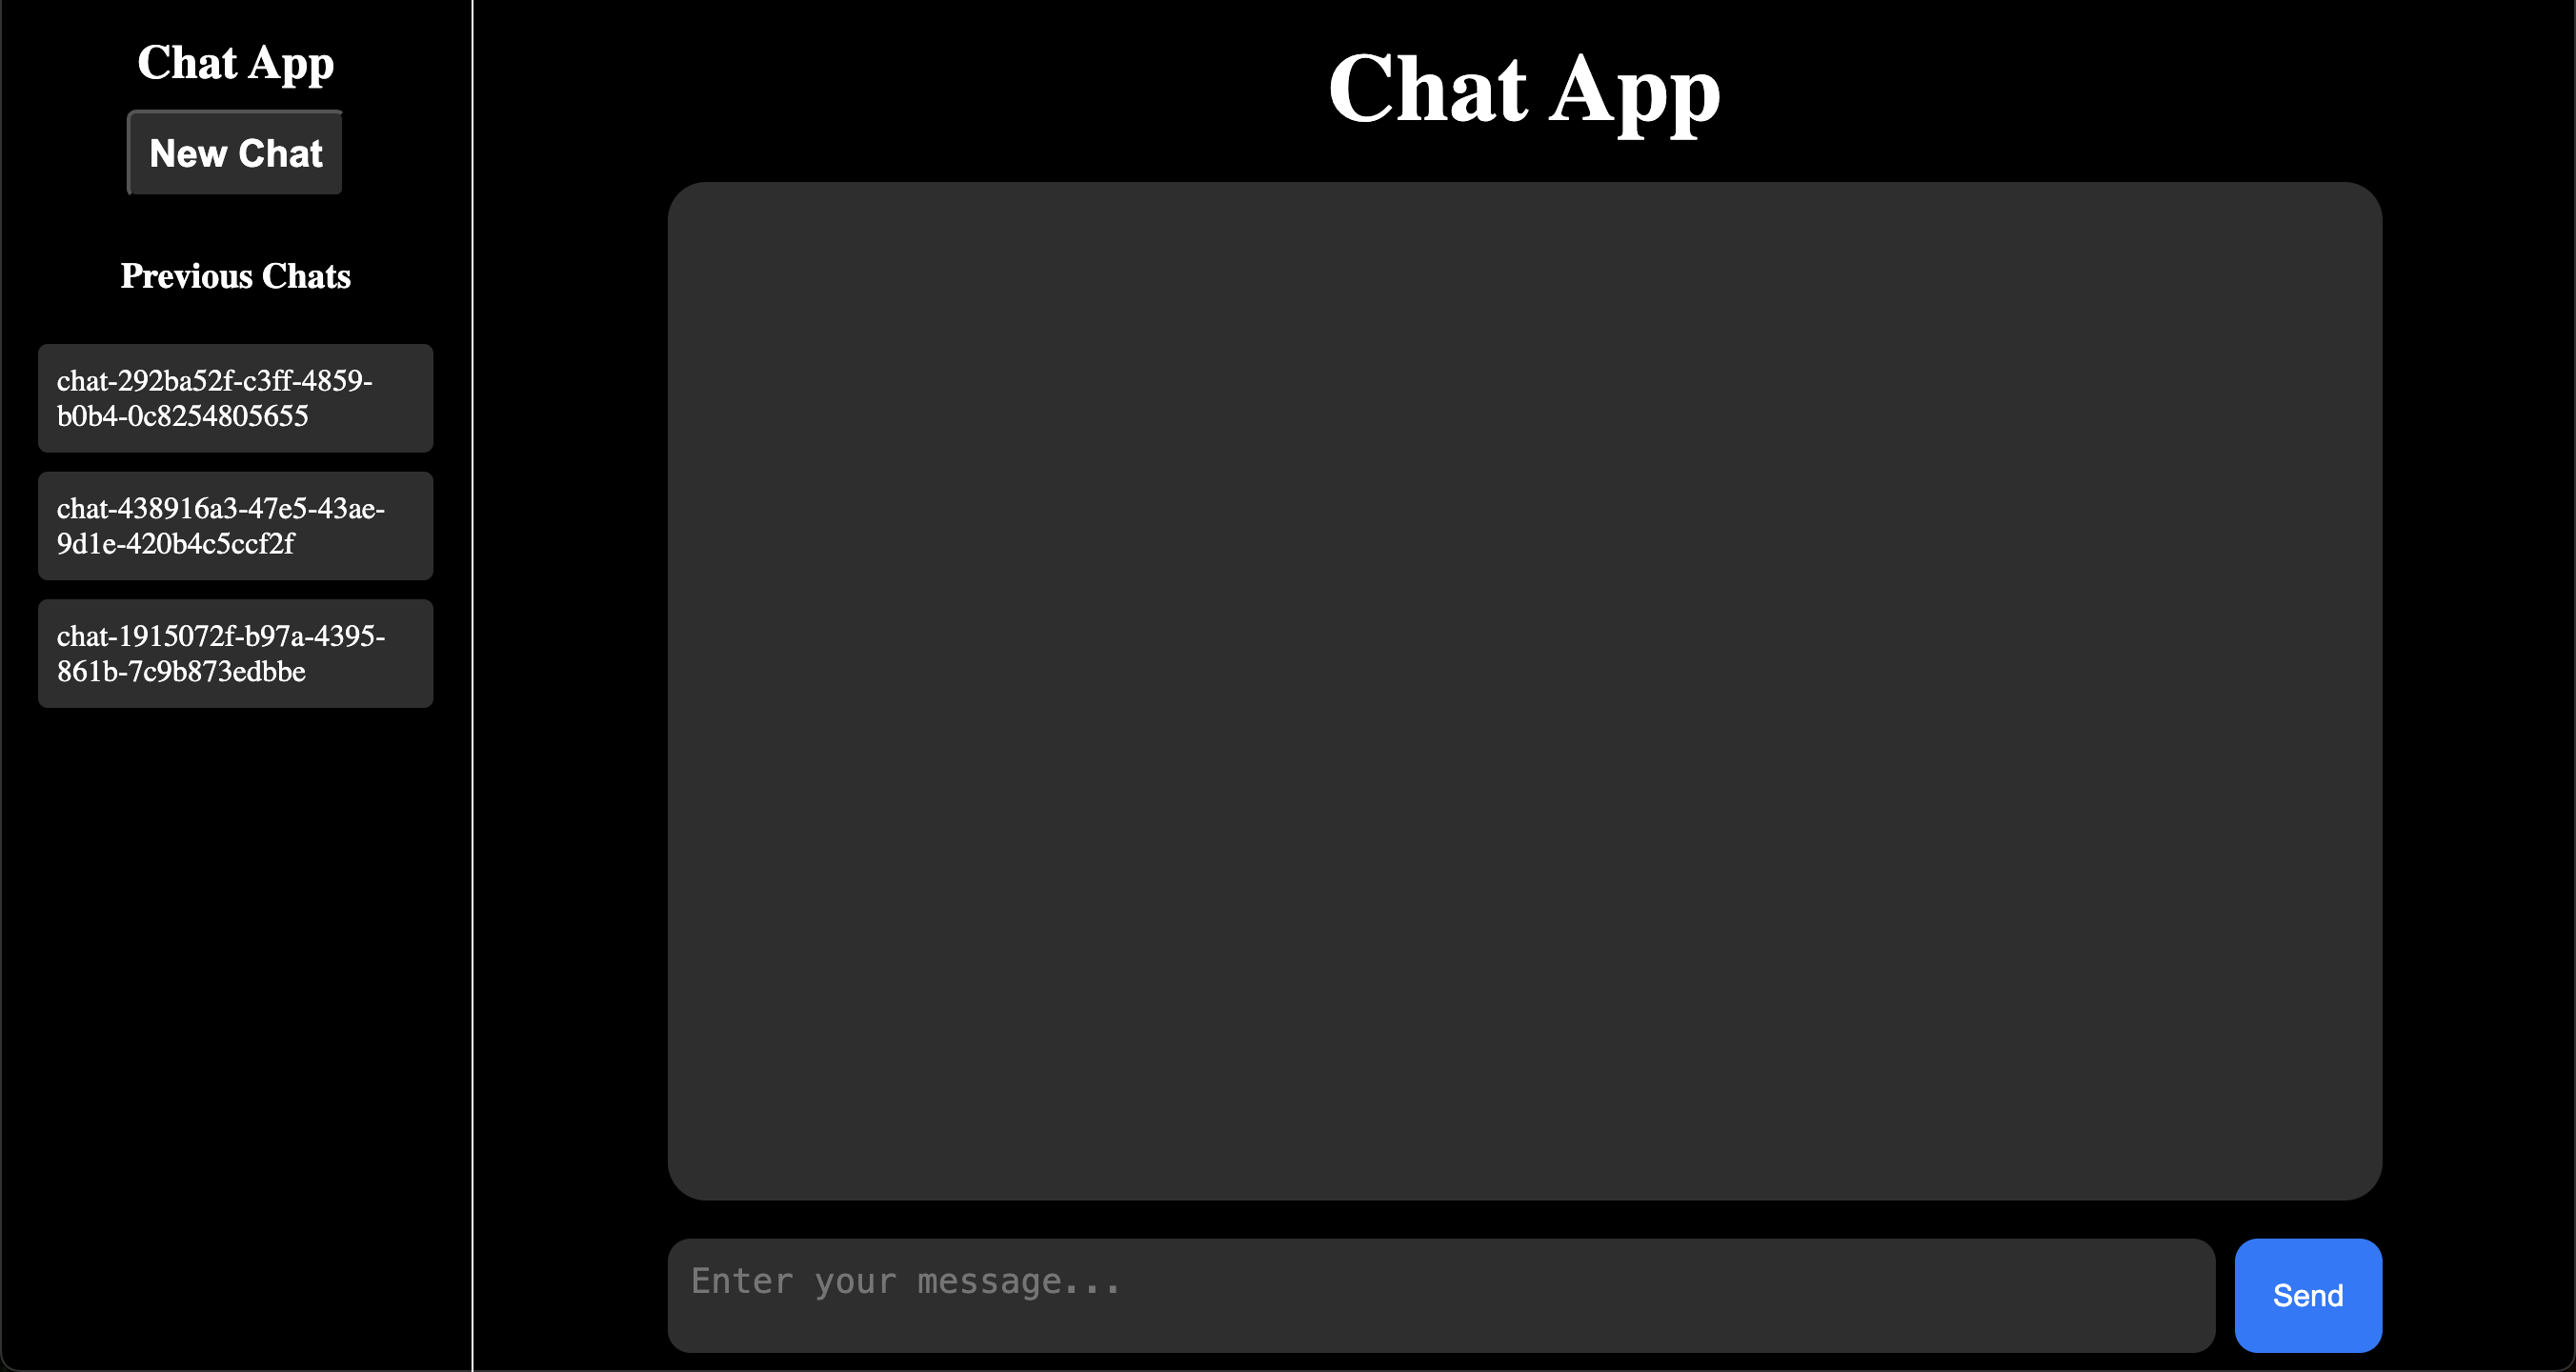 Chat App
New Chat
Previous Chats
chat-292ba52f-c3ff-4859-
b0b4-0c8254805655
chat-438916a3-47e5-43ae-
9d1e-420b4c5ccf2f
chat-1915072f-b97a-4395-
861b-7c9b873edbbe
Chat App
Enter your message...
Send